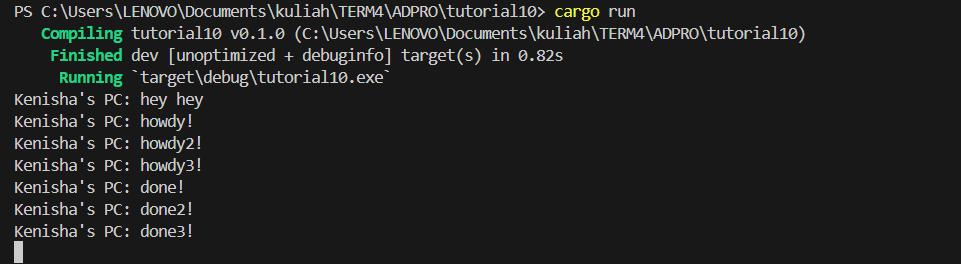 PS C:\Users\LENOVO\Documents\kuliah\TERM4\ADPRO\tutorial10> cargo run
Compiling tutorial10 v0.1.0 (C:\Users\LENOVO\Documents\kuliah\TERM4\ADPRO\tutorial10)
Finished dev [unoptimized + debuginfo] target(s) in 0.82s
Running `target\debug\tutorial10.exe`
Kenisha's PC: hey hey
Kenisha's PC: howdy!
Kenisha's PC: howdy2!
Kenisha's PC: howdy3!
Kenisha's PC: done!
Kenisha's PC: done2!
Kenisha's PC: done3!